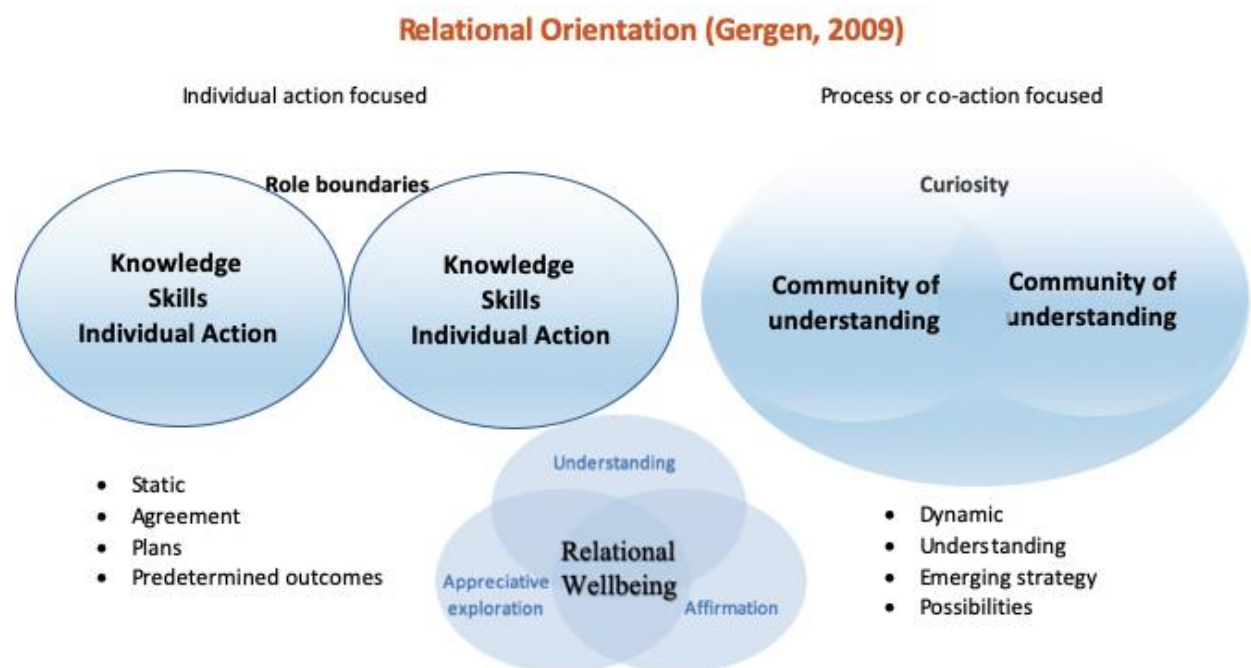 Relational Orientation (Gergen, 2009)
Individual action focused
Process or co-action focused
Role boundaries
Curiosity
Knowledge
Skills
Individual Action
Knowledge
Skills
Individual Action
Community of
understanding
Community of
understanding
• Static
• Agreement
• Plans
• Predetermined outcomes
Understanding
Relational
Wellbeing
Appreciative
exploration
Affirmation
• Dynamic
• Understanding
• Emerging strategy
• Possibilities